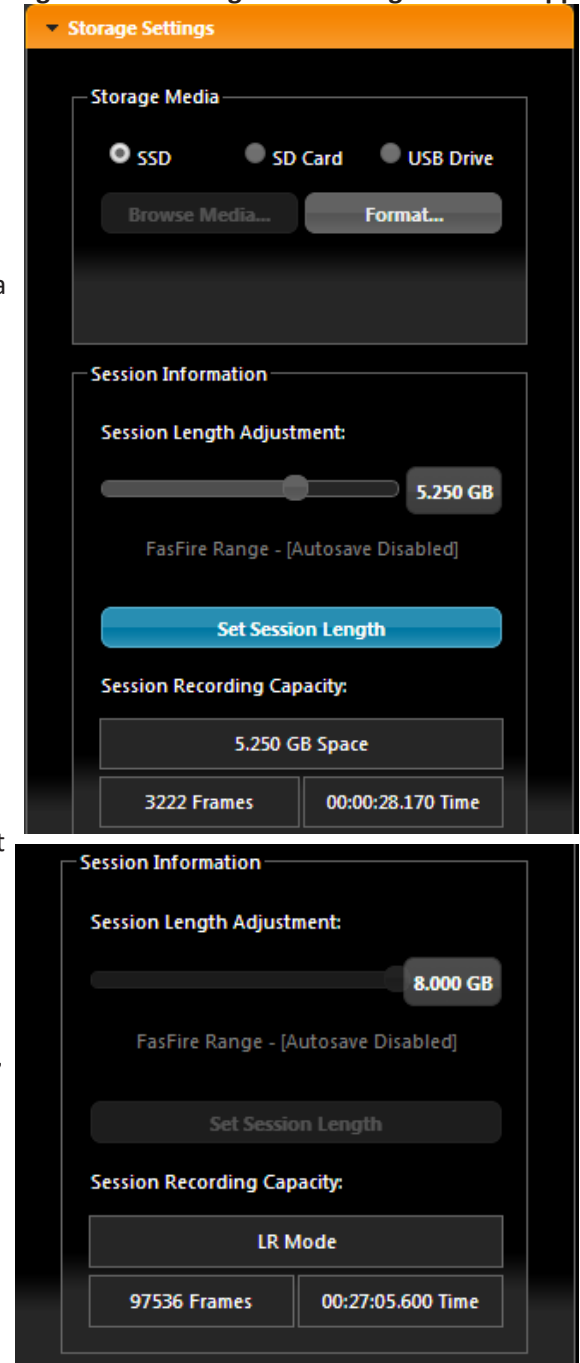 Storage Settings
Storage Media
SSD SD Card USB Drive
Browse Media... Format...
a
Session Information
Session Length Adjustment:
5.250 GB
FasFire Range - [Autosave Disabled]
Set Session Length
Session Recording Capacity:
5.250 GB Space
3222 Frames 00:00:28.170 Time
t
Session Information
Session Length Adjustment:
8.000 GB
FasFire Range - [Autosave Disabled]
Set Session Length
Session Recording Capacity:
LR Mode
97536 Frames 00:27:05.600 Time